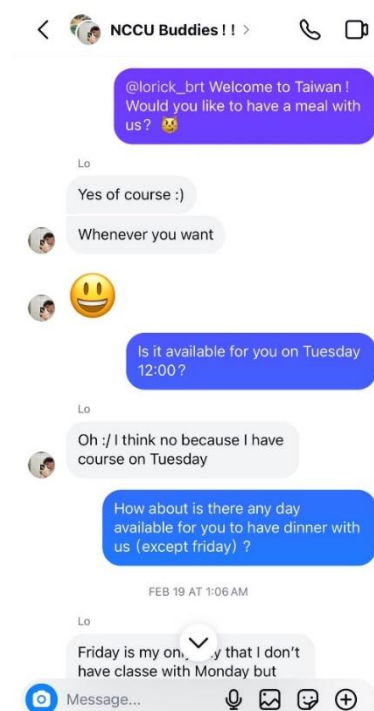 NCCU Buddies ! ! >
@lorick_brt Welcome to Taiwan !
Would you like to have a meal with
us? 😼
Lo
Yes of course :)
Whenever you want
😃
Is it available for you on Tuesday
12:00?
Lo
Oh :/ I think no because I have
course on Tuesday
How about is there any day
available for you to have dinner with
us (except friday) ?
FEB 19 AT 1:06 AM
Lo
Friday is my that I don't
have classe with Monday but
Message...